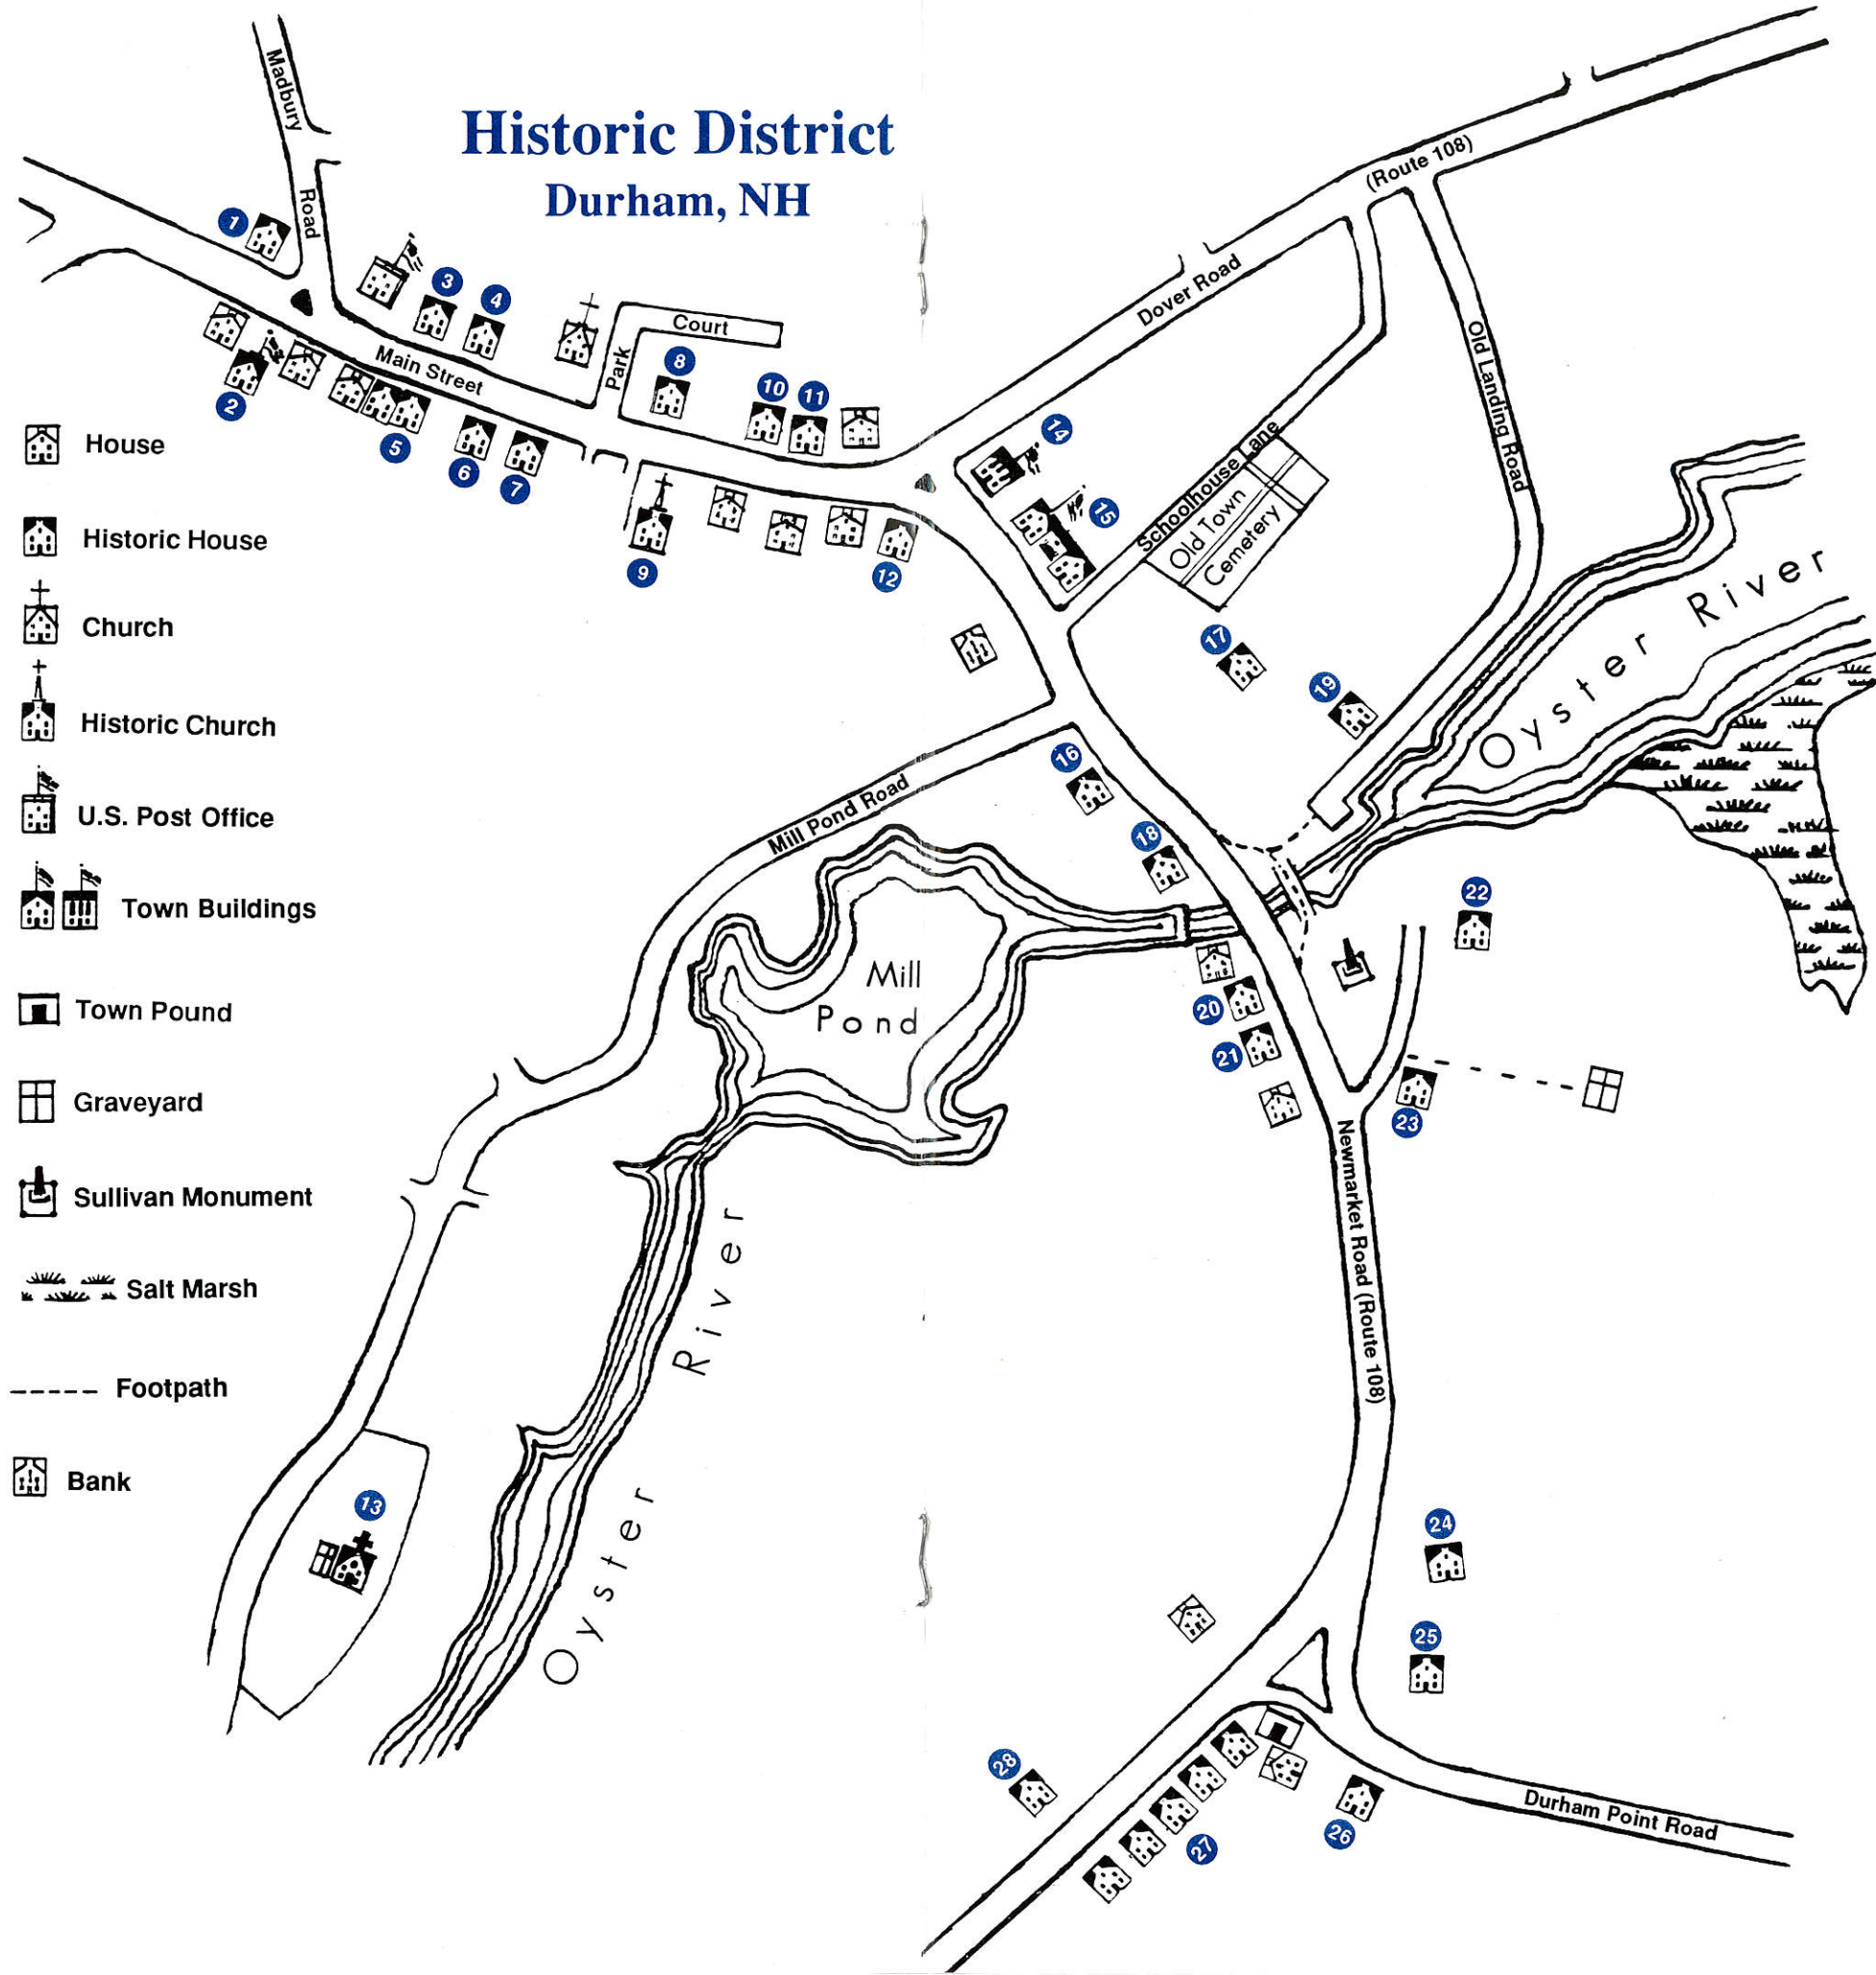 Historic District
Durham, NH
Madbury
Road
(Route 108)
Dover Road
Old Landing Road
Main Street
Park
Court
Schoolhouse Lane
Old Town
Cemetery
Oyster River
Mill Pond Road
Mill
Pond
Oyster River
Oyster
Newmarket Road (Route 108)
Durham Point Road
1
2
3
4
5
6
7
8
9
10
11
12
13
14
15
16
17
18
19
20
21
22
23
24
25
26
27
28
House
Historic House
Church
Historic Church
U.S. Post Office
Town Buildings
Town Pound
Graveyard
Sullivan Monument
Salt Marsh
Footpath
Bank